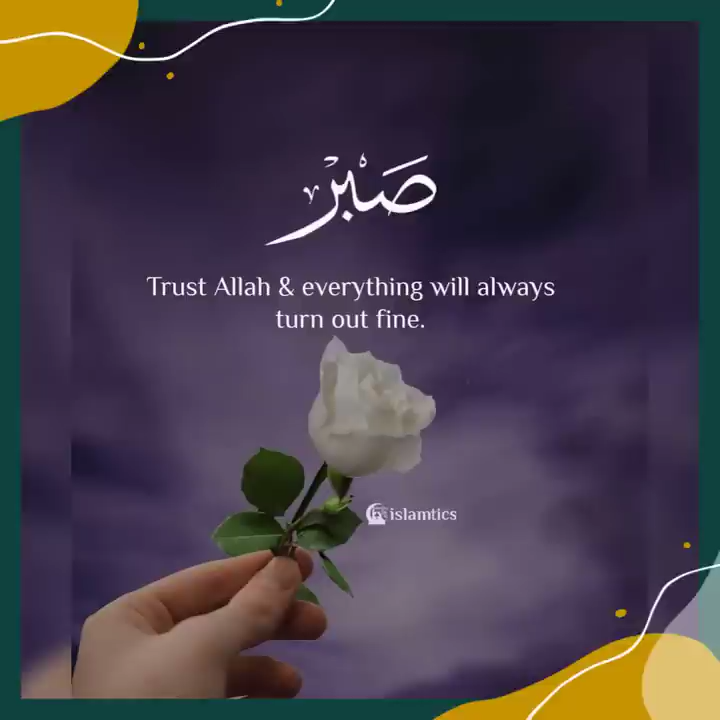 صَبْرْ
Trust Allah & everything will always
turn out fine.
islamtics